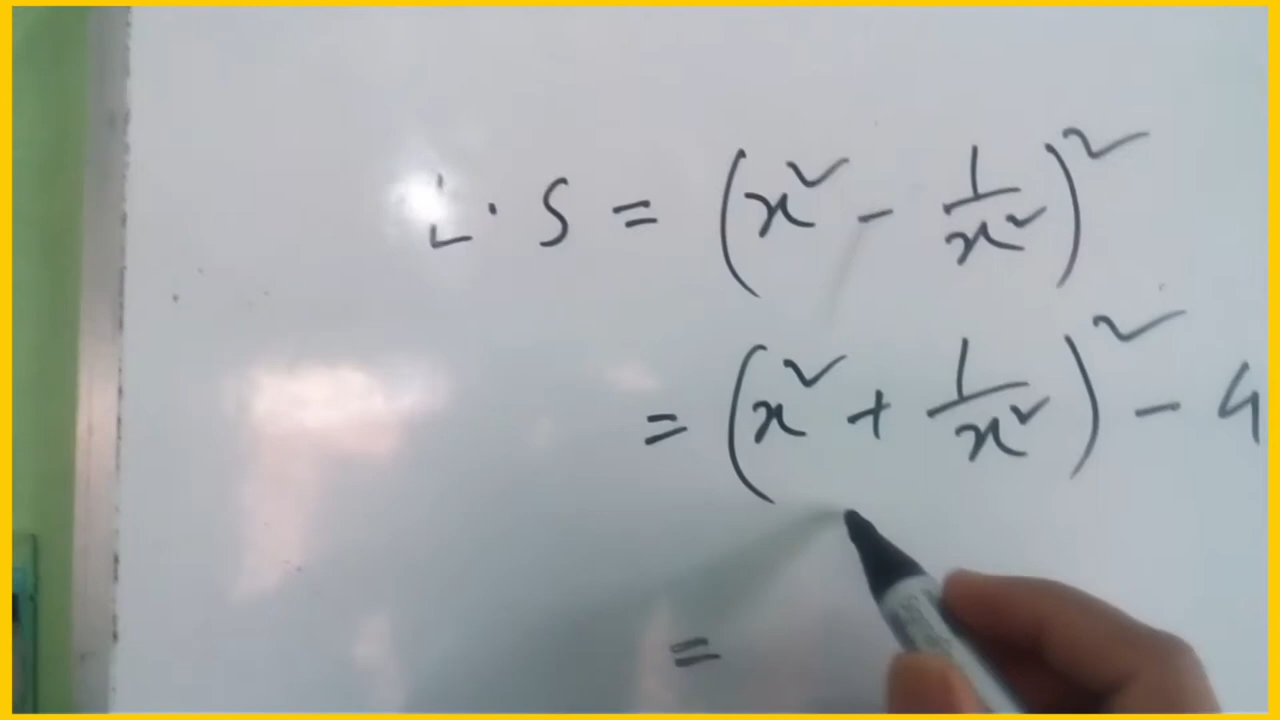 L.S = (x² - 1/x²)²
= (x² + 1/x²)² - 4
=